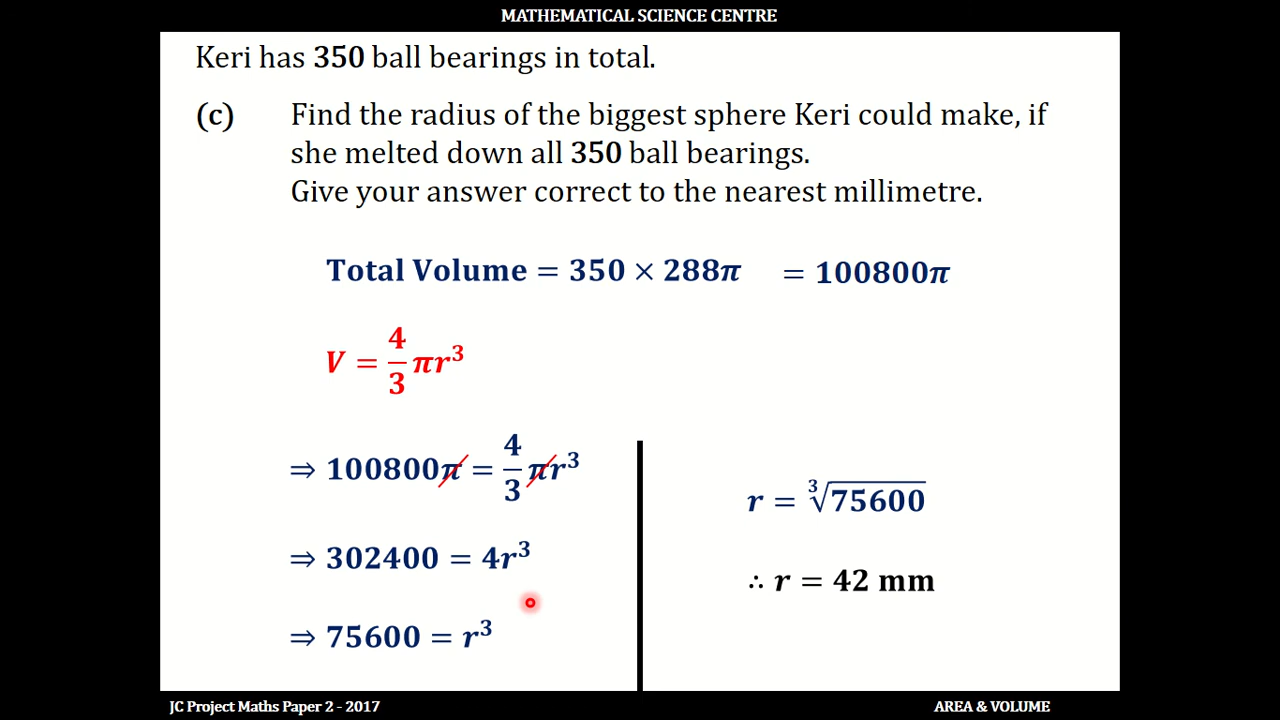 MATHEMATICAL SCIENCE CENTRE
Keri has 350 ball bearings in total.
(c) Find the radius of the biggest sphere Keri could make, if
she melted down all 350 ball bearings.
Give your answer correct to the nearest millimetre.
Total Volume = 350 × 288π = 100800π
V = 4/3 πr³
⇒ 100800π = 4/3 πr³
⇒ 302400 = 4r³
⇒ 75600 = r³
r = ∛75600
∴ r = 42 mm
JC Project Maths Paper 2 - 2017
AREA & VOLUME